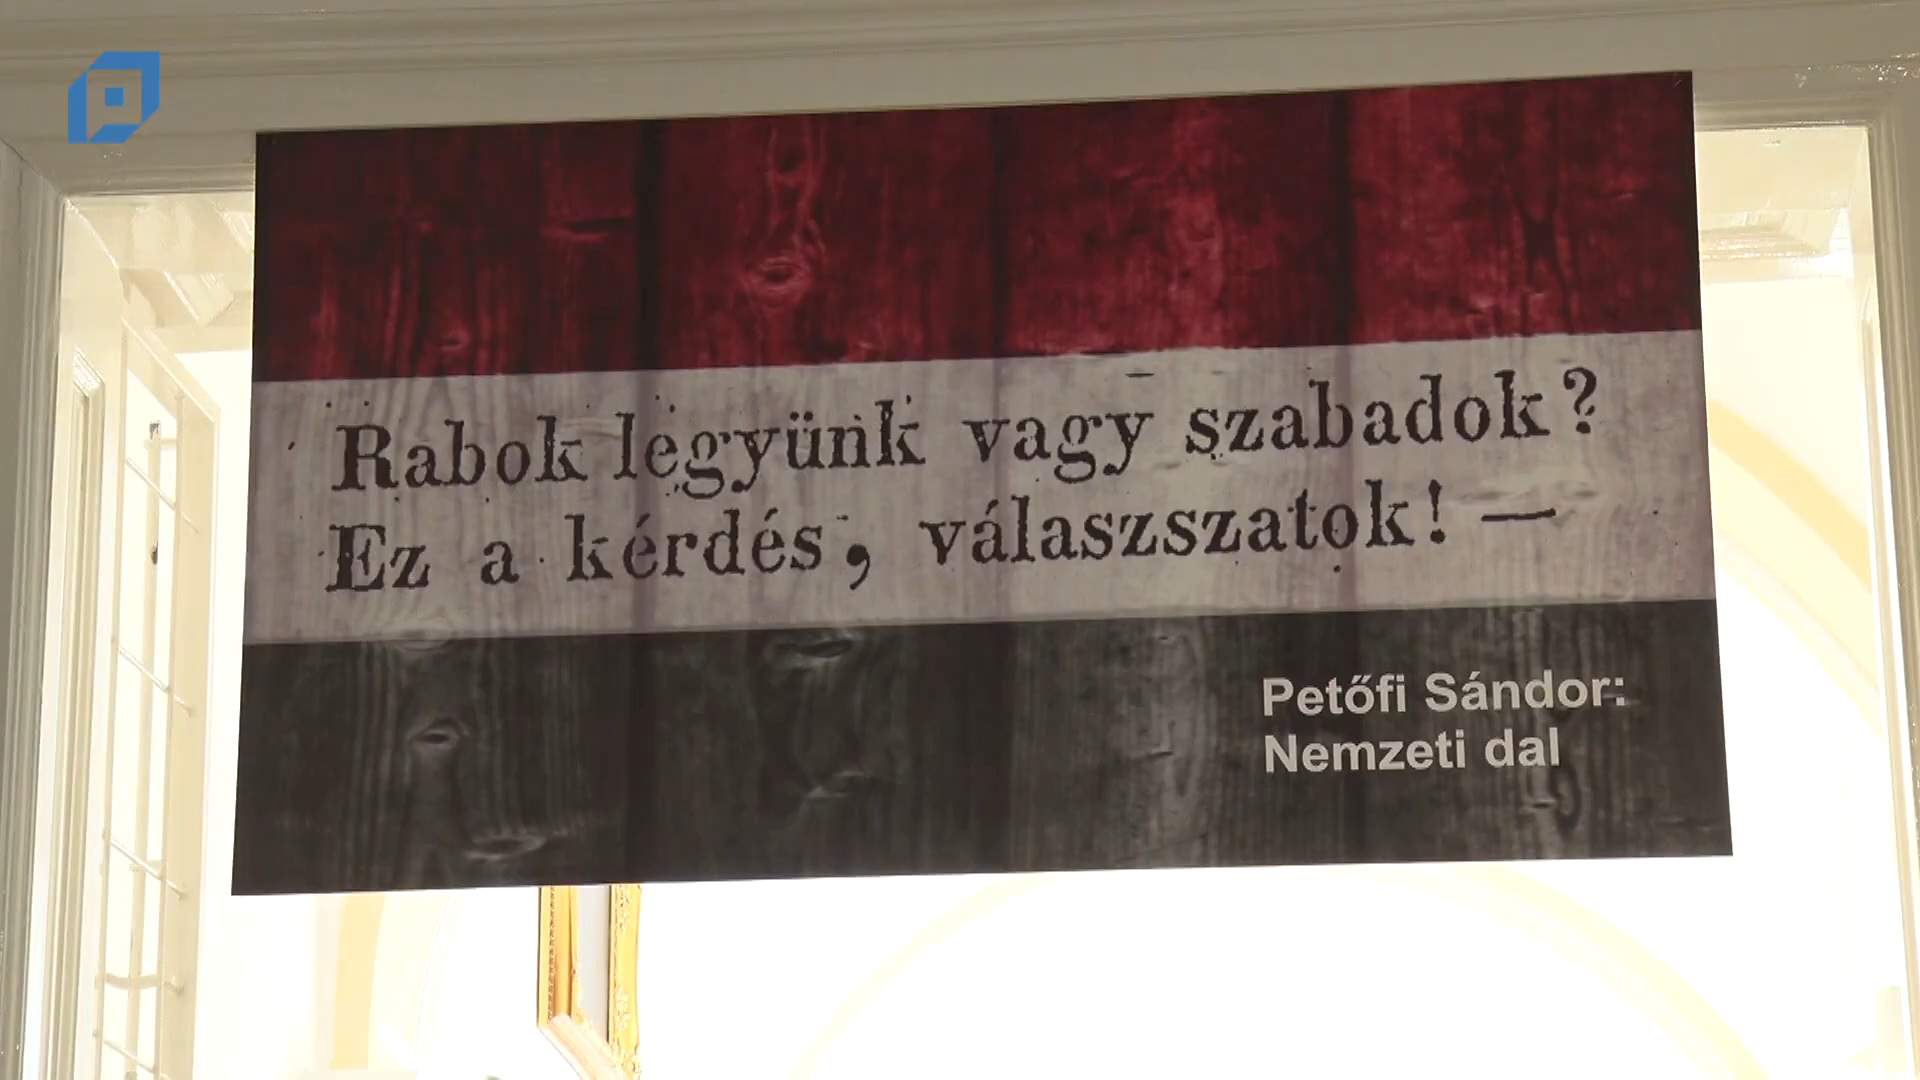 Rabok legyünk vagy szabadok?
Ez a kérdés, válaszszatok! —
Petőfi Sándor:
Nemzeti dal